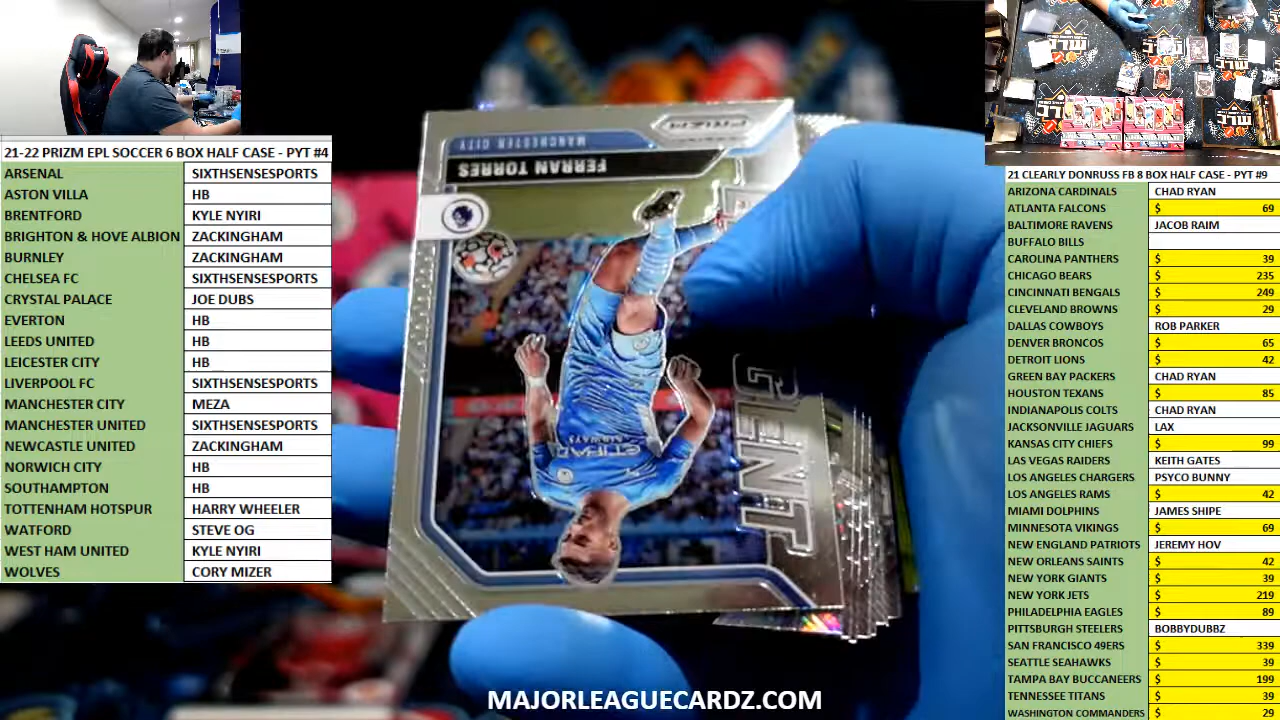 21-22 PRIZM EPL SOCCER 6 BOX HALF CASE - PYT #4
ARSENAL SIXTHSENSESPORTS
ASTON VILLA HB
BRENTFORD KYLE NYIRI
BRIGHTON & HOVE ALBION ZACKINGHAM
BURNLEY ZACKINGHAM
CHELSEA FC SIXTHSENSESPORTS
CRYSTAL PALACE JOE DUBS
EVERTON HB
LEEDS UNITED HB
LEICESTER CITY HB
LIVERPOOL FC SIXTHSENSESPORTS
MANCHESTER CITY MEZA
MANCHESTER UNITED SIXTHSENSESPORTS
NEWCASTLE UNITED ZACKINGHAM
NORWICH CITY HB
SOUTHAMPTON HB
TOTTENHAM HOTSPUR HARRY WHEELER
WATFORD STEVE OG
WEST HAM UNITED KYLE NYIRI
WOLVES CORY MIZER
PRIZM
MANCHESTER CITY
FERRAN TORRES
ETIHAD
AIRWAYS
MAJORLEAGUECARDZ.COM
21 CLEARLY DONRUSS FB 8 BOX HALF CASE - PYT #9
ARIZONA CARDINALS CHAD RYAN
ATLANTA FALCONS $ 69
BALTIMORE RAVENS JACOB RAIM
BUFFALO BILLS
CAROLINA PANTHERS $ 39
CHICAGO BEARS $ 235
CINCINNATI BENGALS $ 249
CLEVELAND BROWNS $ 29
DALLAS COWBOYS ROB PARKER
DENVER BRONCOS $ 65
DETROIT LIONS $ 42
GREEN BAY PACKERS CHAD RYAN
HOUSTON TEXANS $ 85
INDIANAPOLIS COLTS CHAD RYAN
JACKSONVILLE JAGUARS LAX
KANSAS CITY CHIEFS $ 99
LAS VEGAS RAIDERS KEITH GATES
LOS ANGELES CHARGERS PSYCO BUNNY
LOS ANGELES RAMS $ 42
MIAMI DOLPHINS JAMES SHIPE
MINNESOTA VIKINGS $ 69
NEW ENGLAND PATRIOTS JEREMY HOV
NEW ORLEANS SAINTS $ 42
NEW YORK GIANTS $ 39
NEW YORK JETS $ 219
PHILADELPHIA EAGLES $ 89
PITTSBURGH STEELERS BOBBYDUBBZ
SAN FRANCISCO 49ERS $ 339
SEATTLE SEAHAWKS $ 39
TAMPA BAY BUCCANEERS $ 199
TENNESSEE TITANS $ 39
WASHINGTON COMMANDERS $ 29